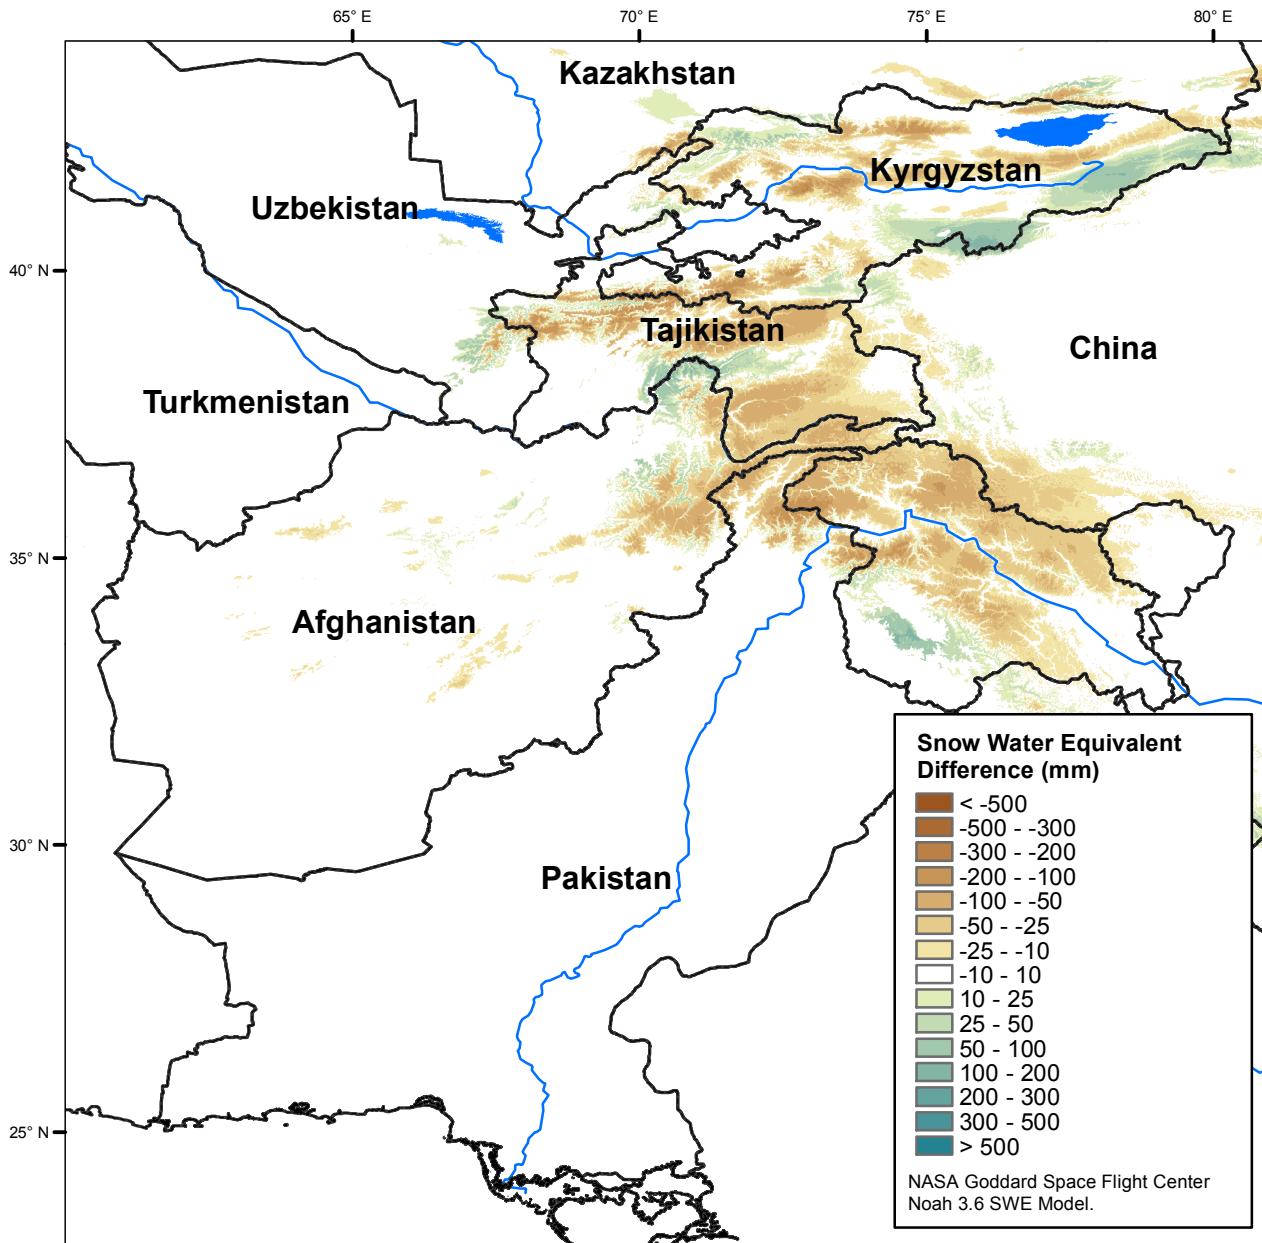 65° E
70° E
75° E
80° E
Kazakhstan
Kyrgyzstan
Uzbekistan
40° N
Tajikistan
China
Turkmenistan
35° N
Afghanistan
30° N
Pakistan
25° N
Snow Water Equivalent
Difference (mm)
< -500
-500 - -300
-300 - -200
-200 - -100
-100 - -50
-50 - -25
-25 - -10
-10 - 10
10 - 25
25 - 50
50 - 100
100 - 200
200 - 300
300 - 500
> 500
NASA Goddard Space Flight Center
Noah 3.6 SWE Model.